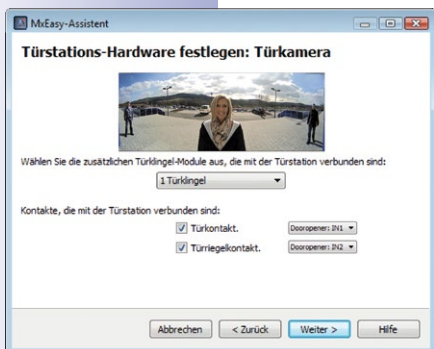 MxEasy-Assistent
Türstations-Hardware festlegen: Türkamera
Wählen Sie die zusätzlichen Türklingel-Module aus, die mit der Türstation verbunden sind:
1 Türklingel
Kontakte, die mit der Türstation verbunden sind:
Türkontakt. Dooropener: IN1
Türriegelkontakt. Dooropener: IN2
Abbrechen < Zurück Weiter > Hilfe